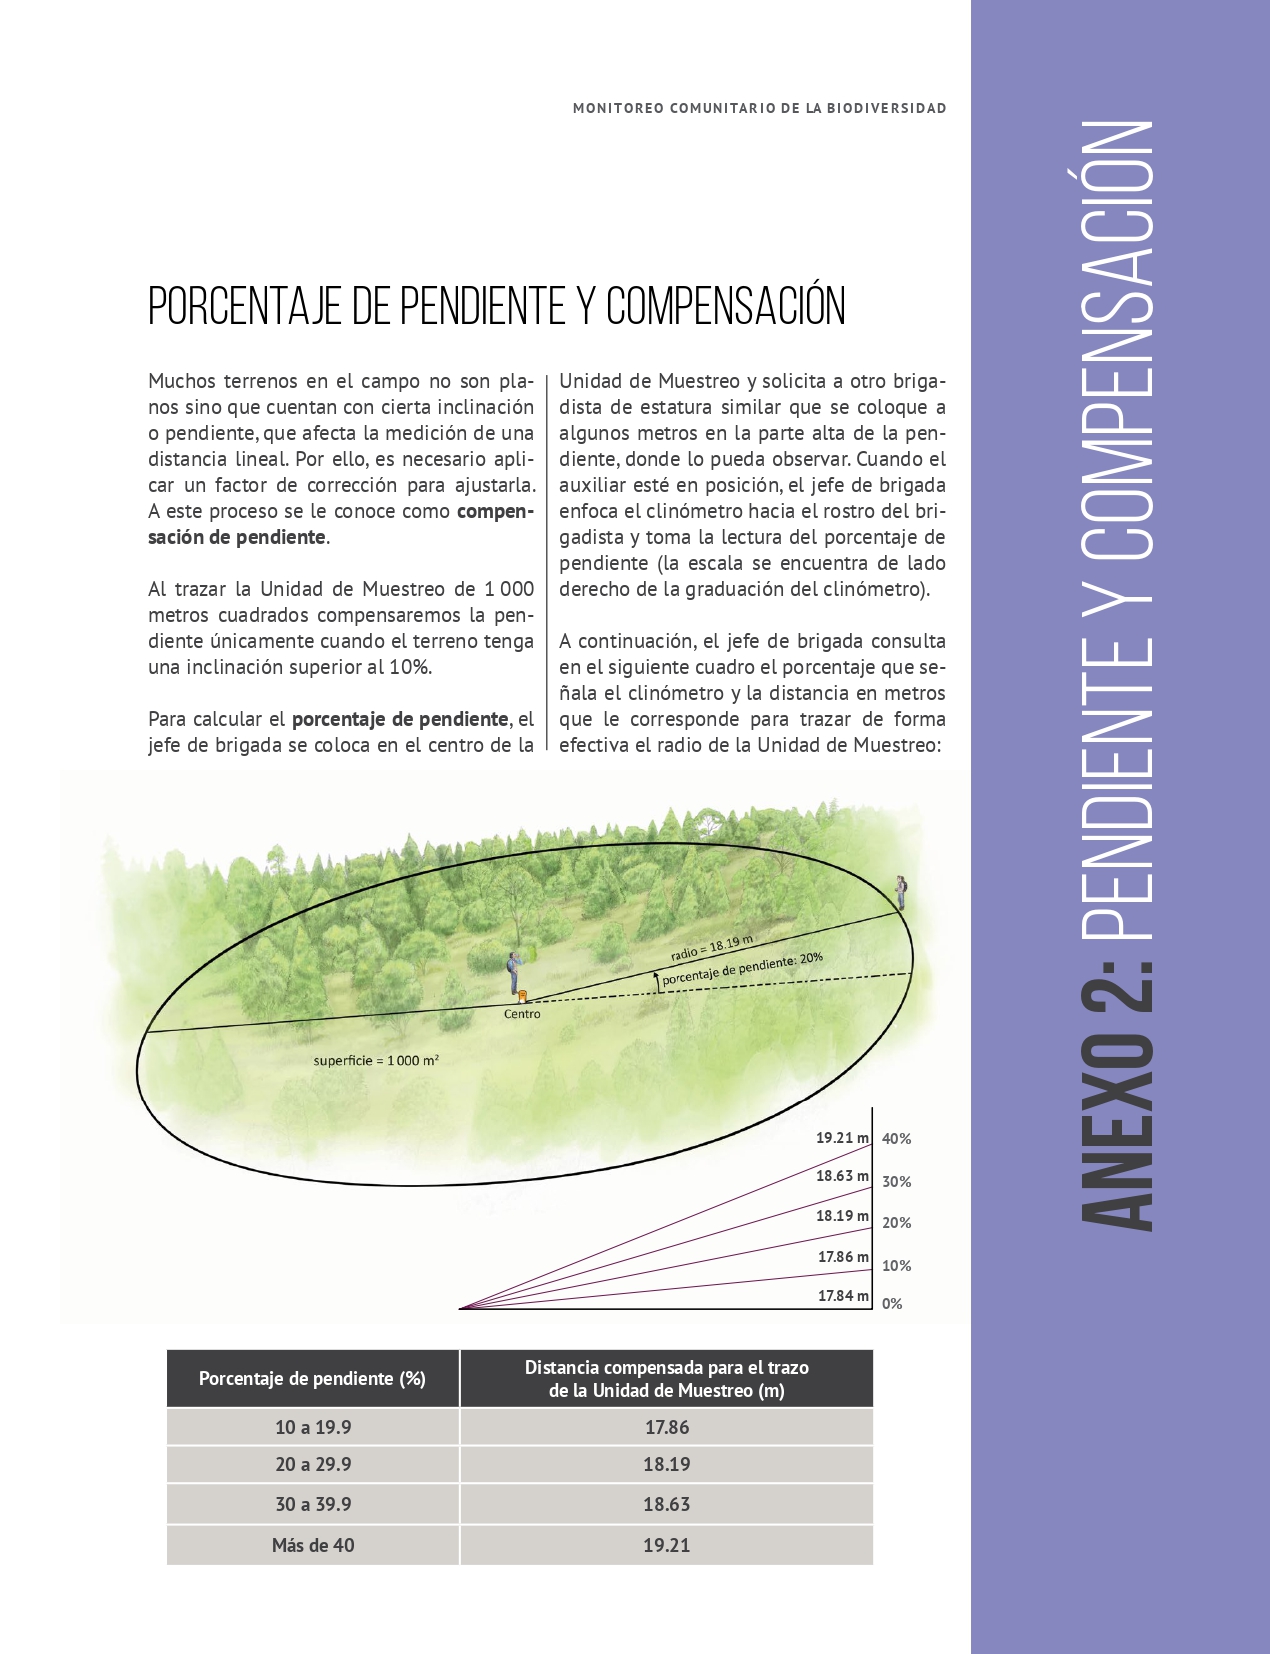 MONITOREO COMUNITARIO DE LA BIODIVERSIDAD
PORCENTAJE DE PENDIENTE Y COMPENSACIÓN
Muchos terrenos en el campo no son pla-
nos sino que cuentan con cierta inclinación
o pendiente, que afecta la medición de una
distancia lineal. Por ello, es necesario apli-
car un factor de corrección para ajustarla.
A este proceso se le conoce como compen-
sación de pendiente.
Al trazar la Unidad de Muestreo de 1 000
metros cuadrados compensaremos la pen-
diente únicamente cuando el terreno tenga
una inclinación superior al 10%.
Para calcular el porcentaje de pendiente, el
jefe de brigada se coloca en el centro de la
Unidad de Muestreo y solicita a otro briga-
dista de estatura similar que se coloque a
algunos metros en la parte alta de la pen-
diente, donde lo pueda observar. Cuando el
auxiliar esté en posición, el jefe de brigada
enfoca el clinómetro hacia el rostro del bri-
gadista y toma la lectura del porcentaje de
pendiente (la escala se encuentra de lado
derecho de la graduación del clinómetro).
A continuación, el jefe de brigada consulta
en el siguiente cuadro el porcentaje que se-
ñala el clinómetro y la distancia en metros
que le corresponde para trazar de forma
efectiva el radio de la Unidad de Muestreo:
radio = 18.19 m
porcentaje de pendiente: 20%
Centro
superficie = 1 000 m²
19.21 m 40%
18.63 m 30%
18.19 m 20%
17.86 m 10%
17.84 m 0%
Porcentaje de pendiente (%)
Distancia compensada para el trazo
de la Unidad de Muestreo (m)
10 a 19.9 17.86
20 a 29.9 18.19
30 a 39.9 18.63
Más de 40 19.21
ANEXO 2: PENDIENTE Y COMPENSACIÓN